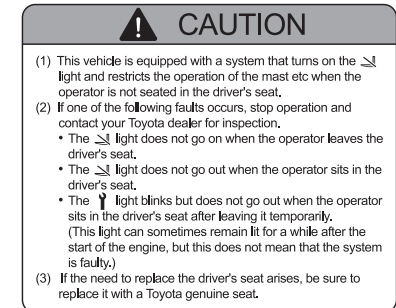 CAUTION
(1) This vehicle is equipped with a system that turns on the
light and restricts the operation of the mast etc when the
operator is not seated in the driver's seat.
(2) If one of the following faults occurs, stop operation and
contact your Toyota dealer for inspection.
• The light does not go on when the operator leaves the
driver's seat.
• The light does not go out when the operator sits in the
driver's seat.
• The light blinks but does not go out when the operator
sits in the driver's seat after leaving it temporarily.
(This light can sometimes remain lit for a while after the
start of the engine, but this does not mean that the system
is faulty.)
(3) If the need to replace the driver's seat arises, be sure to
replace it with a Toyota genuine seat.